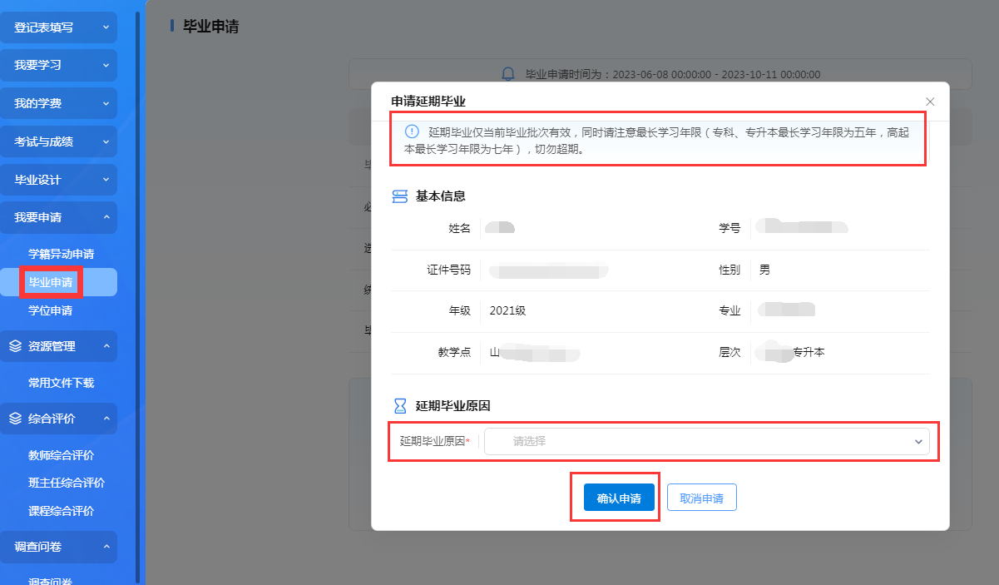 登记表填写
我要学习
我的学费
考试与成绩
毕业设计
我要申请
学籍异动申请
毕业申请
学位申请
资源管理
常用文件下载
综合评价
教师综合评价
班主任综合评价
课程综合评价
调查问卷
调查问卷
毕业申请
毕业申请时间为：2023-06-08 00:00:00 - 2023-10-11 00:00:00
申请延期毕业
延期毕业仅当前毕业批次有效，同时请注意最长学习年限（专科、专升本最长学习年限为五年，高起
本最长学习年限为七年），切勿超期。
基本信息
姓名
学号
证件号码
性别 男
年级 2021级
专业
教学点 山
层次 专升本
延期毕业原因
延期毕业原因* 请选择
确认申请 取消申请